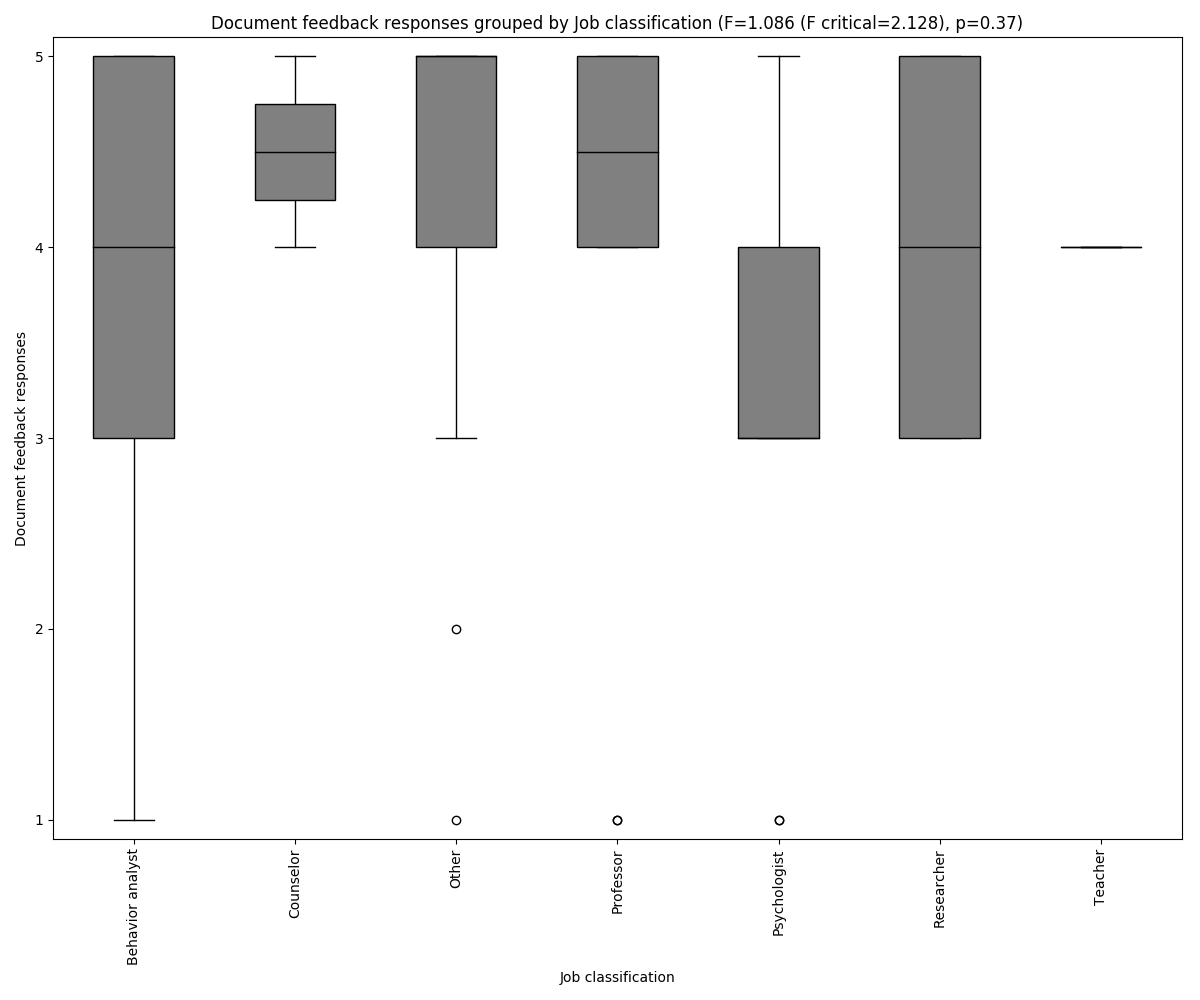 Document feedback responses grouped by Job classification (F=1.086 (F critical=2.128), p=0.37)
Document feedback responses
5
4
3
2
1
Behavior analyst
Counselor
Other
Professor
Psychologist
Researcher
Teacher
Job classification